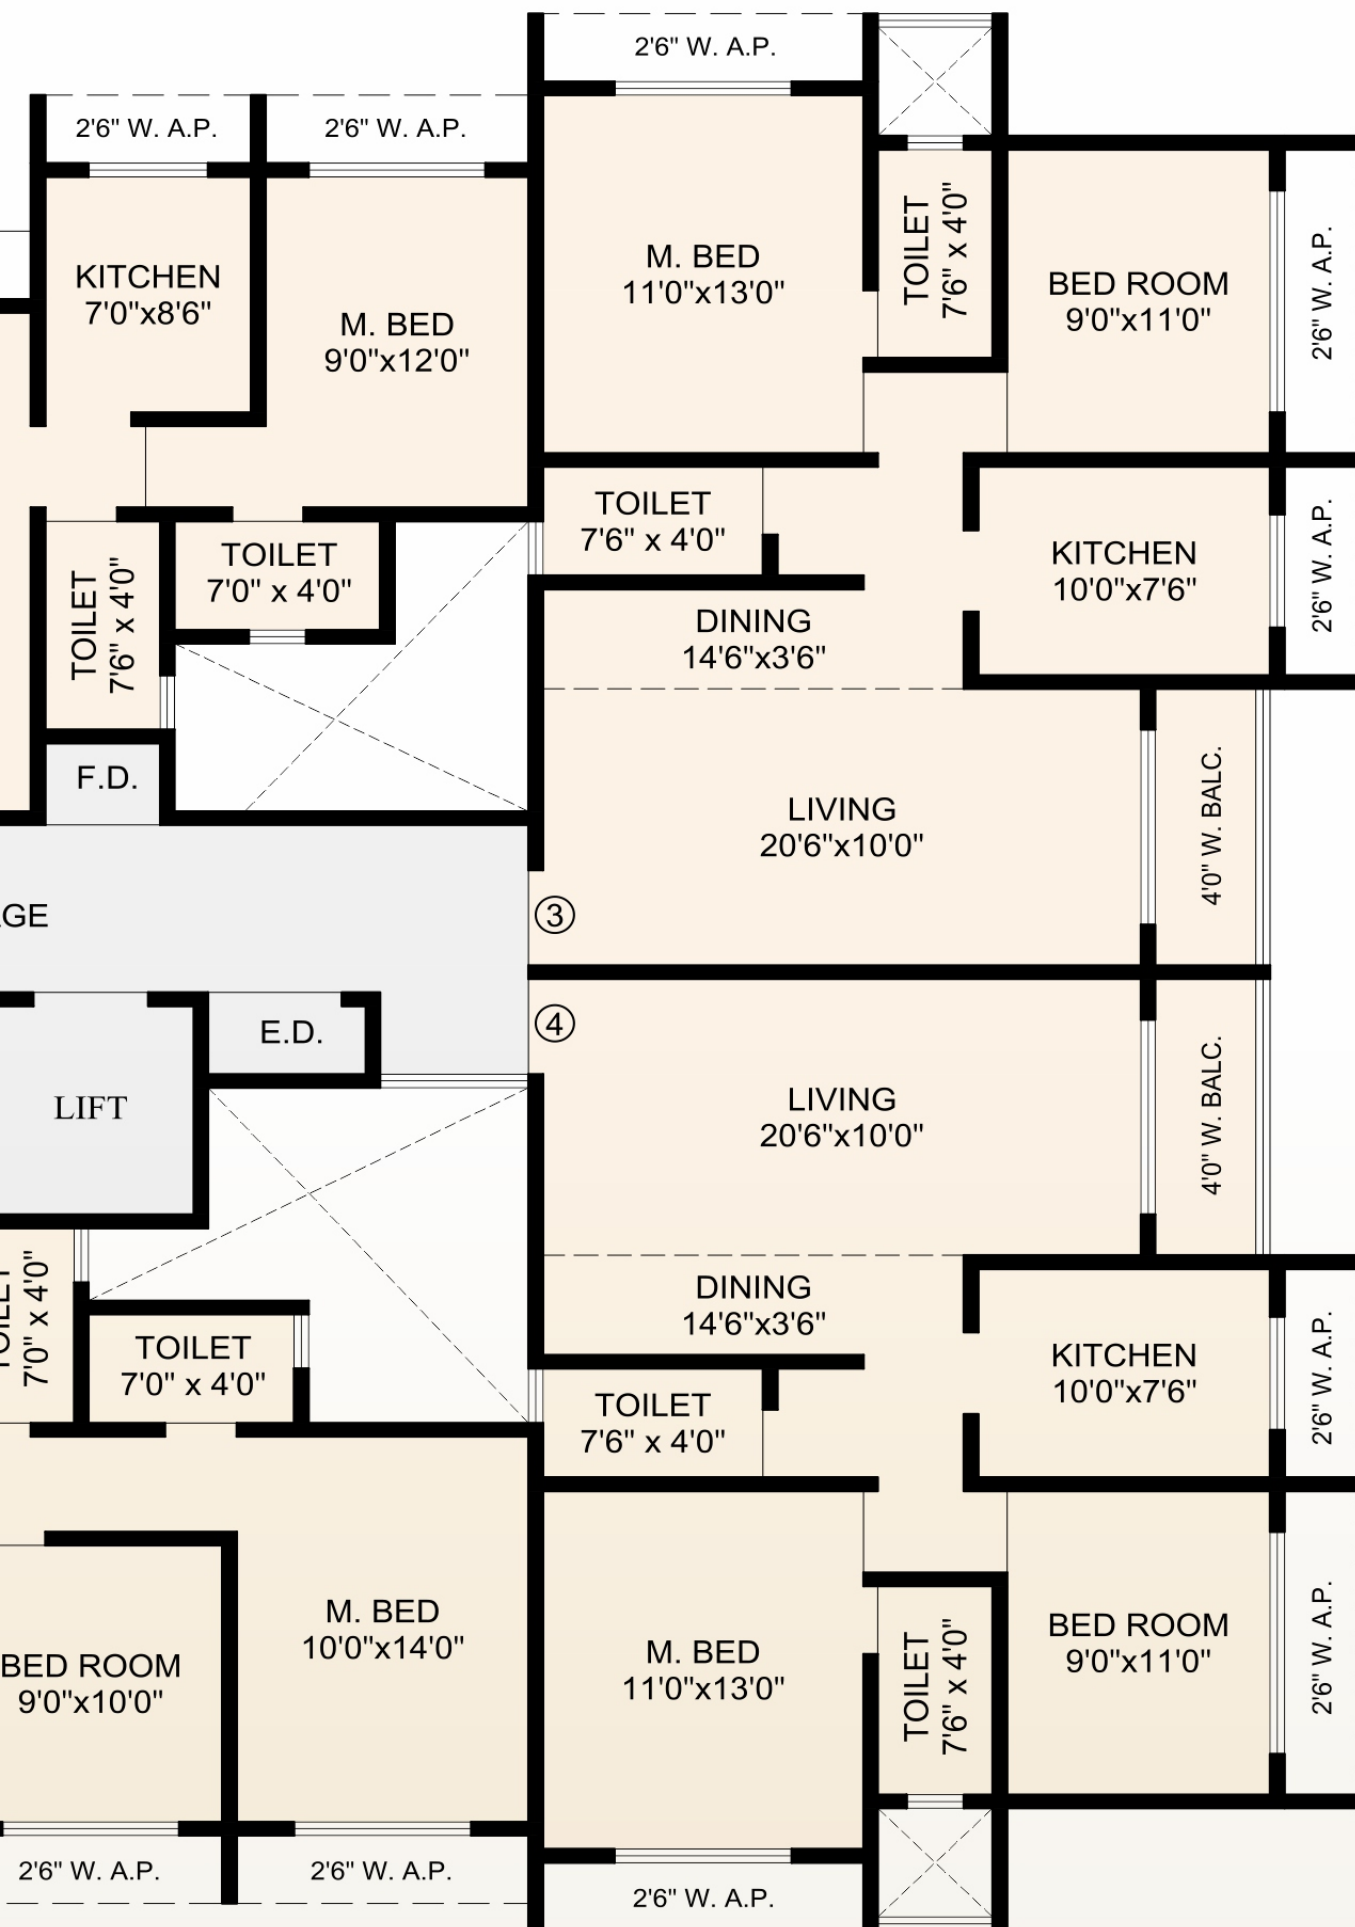 2'6" W. A.P.
2'6" W. A.P.
2'6" W. A.P.
KITCHEN
7'0"x8'6"
M. BED
9'0"x12'0"
M. BED
11'0"x13'0"
TOILET
7'6" x 4'0"
BED ROOM
9'0"x11'0"
2'6" W. A.P.
TOILET
7'6" x 4'0"
TOILET
7'0" x 4'0"
TOILET
7'6" x 4'0"
KITCHEN
10'0"x7'6"
2'6" W. A.P.
DINING
14'6"x3'6"
F.D.
LIVING
20'6"x10'0"
4'0" W. BALC.
GE
3
4
E.D.
LIFT
LIVING
20'6"x10'0"
4'0" W. BALC.
DINING
14'6"x3'6"
7'0" x 4'0"
TOILET
7'0" x 4'0"
TOILET
7'6" x 4'0"
KITCHEN
10'0"x7'6"
2'6" W. A.P.
BED ROOM
9'0"x10'0"
M. BED
10'0"x14'0"
M. BED
11'0"x13'0"
TOILET
7'6" x 4'0"
BED ROOM
9'0"x11'0"
2'6" W. A.P.
2'6" W. A.P.
2'6" W. A.P.
2'6" W. A.P.